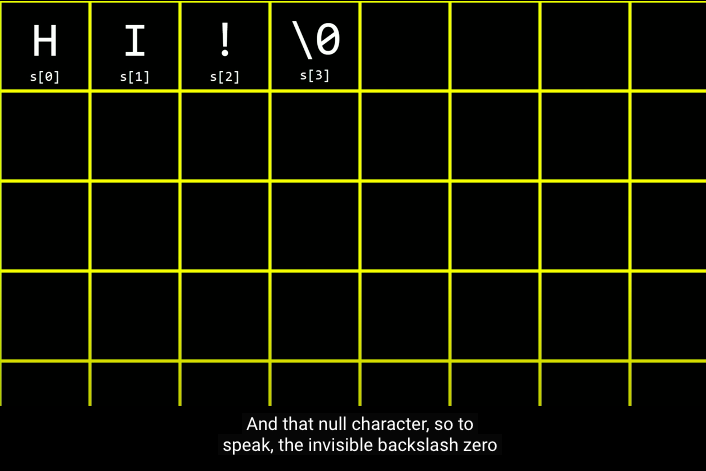 H I ! \0
s[0] s[1] s[2] s[3]
And that null character, so to
speak, the invisible backslash zero